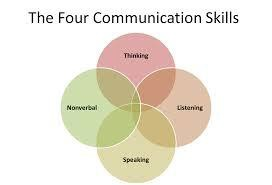 The Four Communication Skills
Thinking
Nonverbal
Listening
Speaking